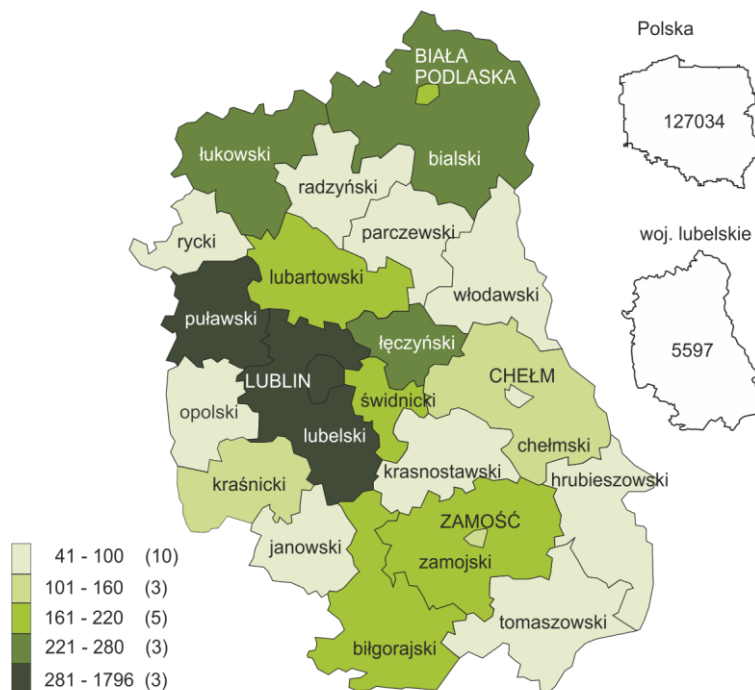 Polska
127034
woj. lubelskie
5597
BIAŁA
PODLASKA
łukowski
bialski
radzyński
rycki
parczewski
lubartowski
włodawski
puławski
łęczyński
LUBLIN
CHEŁM
opolski
świdnicki
lubelski
chełmski
krasnostawski
hrubieszowski
kraśnicki
ZAMOŚĆ
janowski
zamojski
tomaszowski
biłgorajski
41 - 100 (10)
101 - 160 (3)
161 - 220 (5)
221 - 280 (3)
281 - 1796 (3)